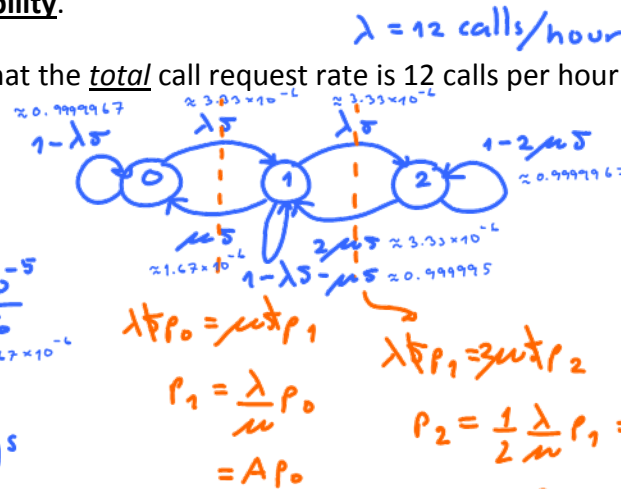 bility.
λ = 12 calls/hour
hat the total call request rate is 12 calls per hour
≈0.9999967
≈ 3.33×10⁻⁶
≈ 3.33×10⁻⁶
1-λδ
λδ
λδ
1-2μδ
≈0.999996
0
1
2
μδ
≈1.67×10⁻⁶
2μδ ≈ 3.33×10⁻⁶
1-λδ-μδ ≈0.999995
-5
67×10⁻⁶
s
λδP₀ = μδP₁
P₁ = λ/μ P₀
= A P₀
λδP₁ = 2μδP₂
P₂ = 1/2 λ/μ P₁ =